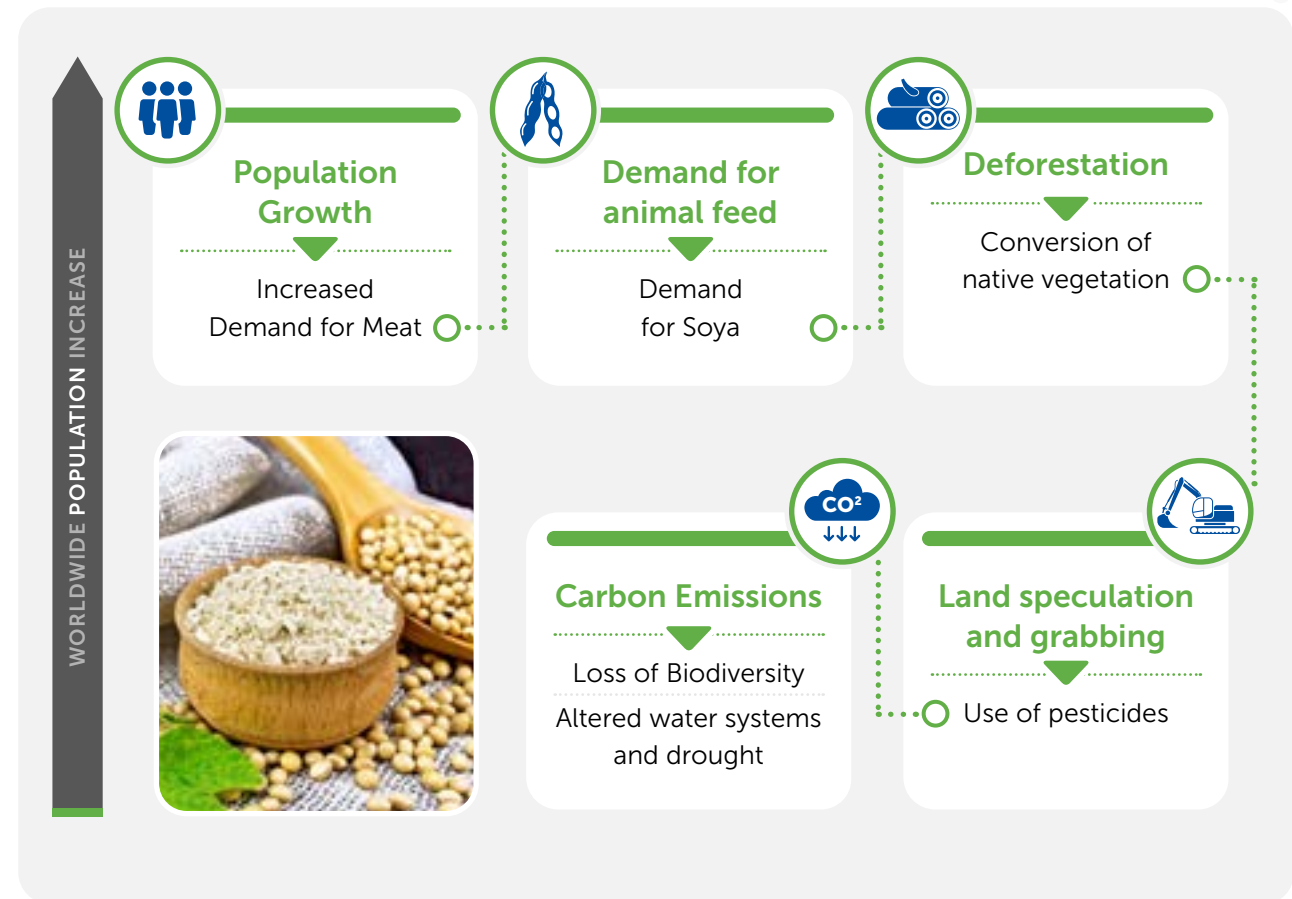 WORLDWIDE POPULATION INCREASE
Population
Growth
Increased
Demand for Meat
Demand for
animal feed
Demand
for Soya
Deforestation
Conversion of
native vegetation
Land speculation
and grabbing
Use of pesticides
CO²
Carbon Emissions
Loss of Biodiversity
Altered water systems
and drought